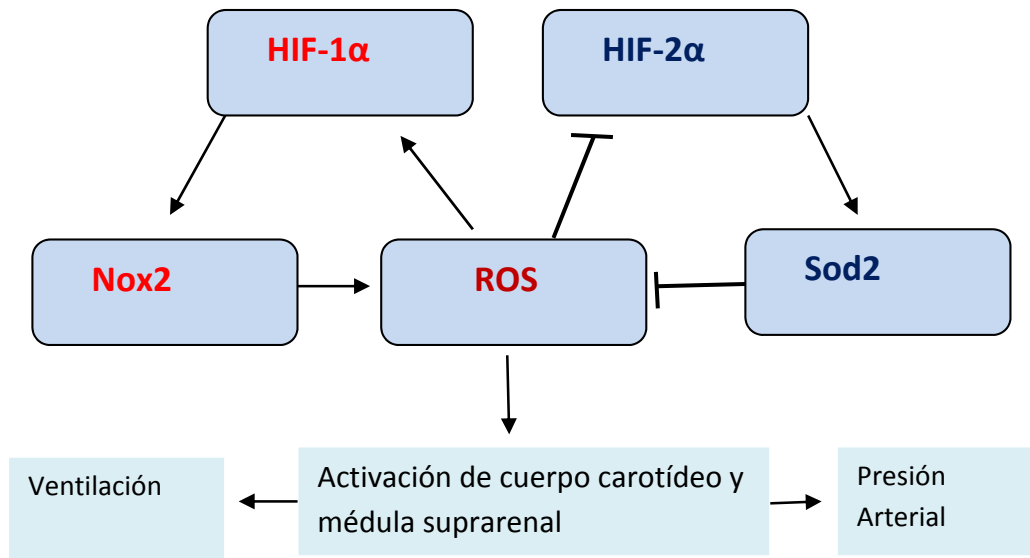 HIF-1α
HIF-2α
Nox2
ROS
Sod2
Ventilación
Activación de cuerpo carotídeo y
médula suprarenal
Presión
Arterial